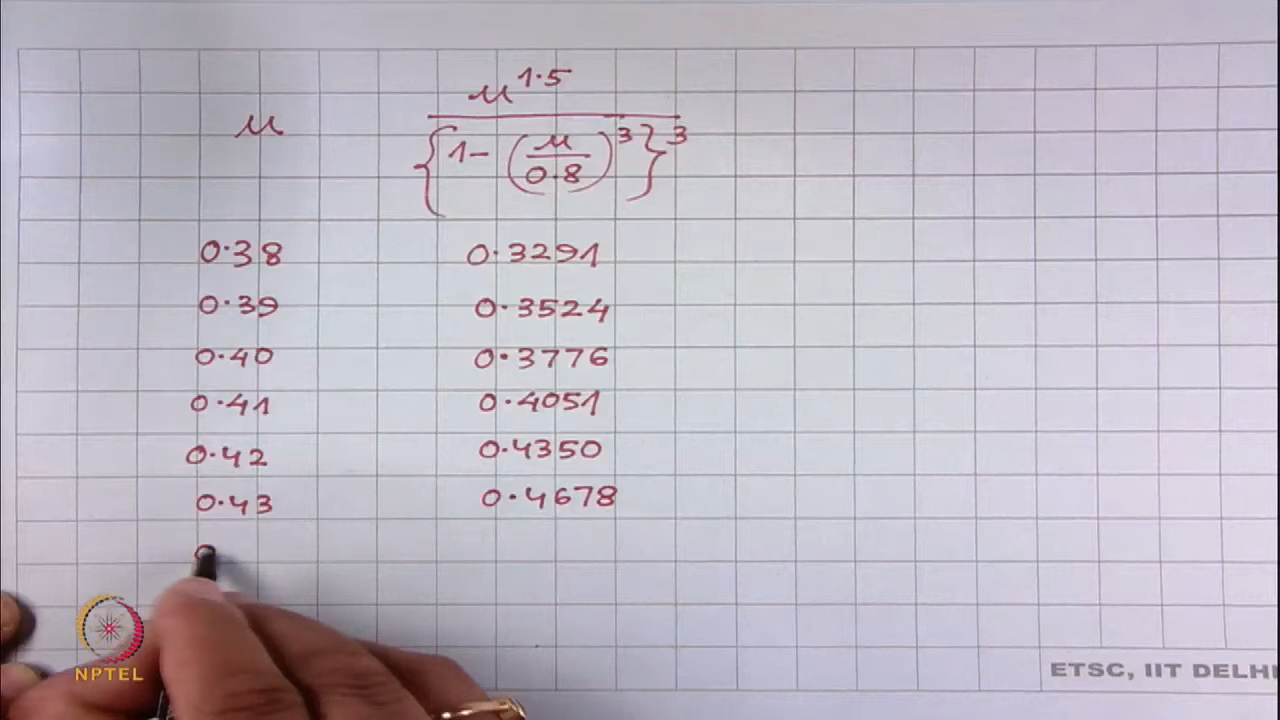 μ μ^1.5 / {1 - (μ/0.8)^3}^3
0.38 0.3291
0.39 0.3524
0.40 0.3776
0.41 0.4051
0.42 0.4350
0.43 0.4678
0
NPTEL
ETSC, IIT DELHI